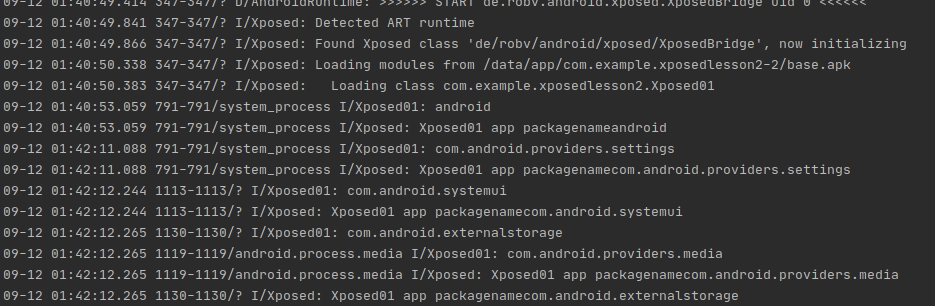 09-12 01:40:49.414 347-347/? D/AndroidRuntime: >>>>>> START de.robv.android.xposed.XposedBridge uid 0 <<<<<<
09-12 01:40:49.841 347-347/? I/Xposed: Detected ART runtime
09-12 01:40:49.866 347-347/? I/Xposed: Found Xposed class 'de/robv/android/xposed/XposedBridge', now initializing
09-12 01:40:50.338 347-347/? I/Xposed: Loading modules from /data/app/com.example.xposedlesson2-2/base.apk
09-12 01:40:50.383 347-347/? I/Xposed:   Loading class com.example.xposedlesson2.Xposed01
09-12 01:40:53.059 791-791/system_process I/Xposed01: android
09-12 01:40:53.059 791-791/system_process I/Xposed: Xposed01 app packagenameandroid
09-12 01:42:11.088 791-791/system_process I/Xposed01: com.android.providers.settings
09-12 01:42:11.088 791-791/system_process I/Xposed: Xposed01 app packagenamecom.android.providers.settings
09-12 01:42:12.244 1113-1113/? I/Xposed01: com.android.systemui
09-12 01:42:12.244 1113-1113/? I/Xposed: Xposed01 app packagenamecom.android.systemui
09-12 01:42:12.265 1130-1130/? I/Xposed01: com.android.externalstorage
09-12 01:42:12.265 1119-1119/android.process.media I/Xposed01: com.android.providers.media
09-12 01:42:12.265 1119-1119/android.process.media I/Xposed: Xposed01 app packagenamecom.android.providers.media
09-12 01:42:12.265 1130-1130/? I/Xposed: Xposed01 app packagenamecom.android.externalstorage